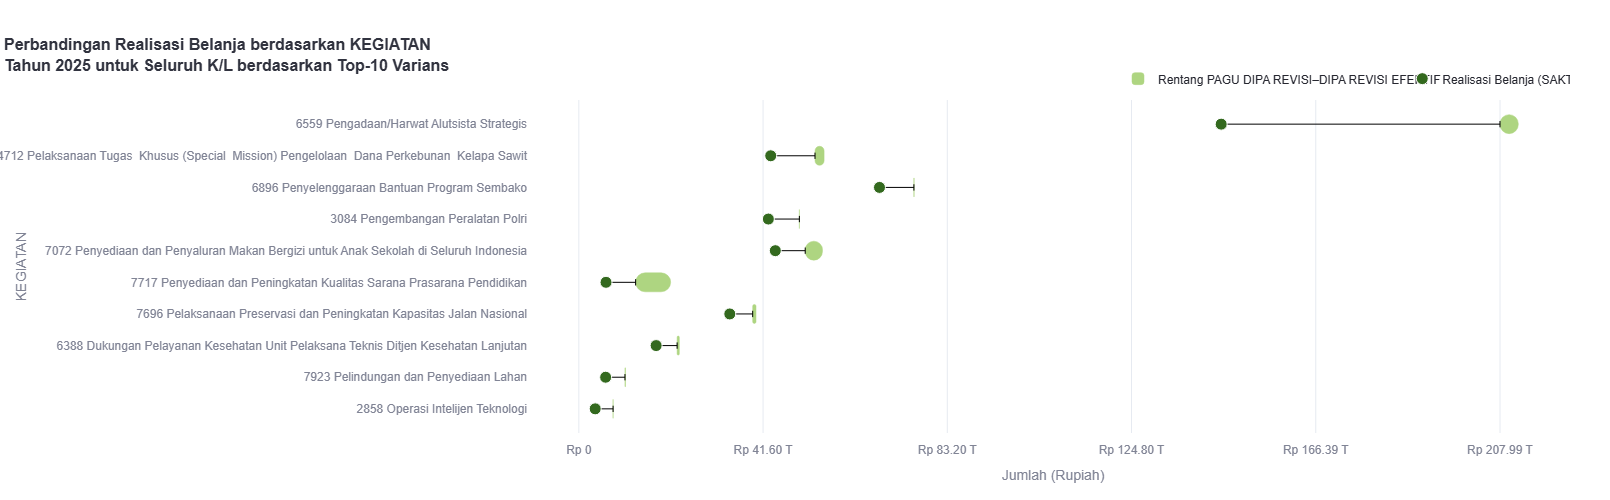 Perbandingan Realisasi Belanja berdasarkan KEGIATAN
Tahun 2025 untuk Seluruh K/L berdasarkan Top-10 Varians
Rentang PAGU DIPA REVISI–DIPA REVISI EFEKTIF
Realisasi Belanja (SAKT
6559 Pengadaan/Harwat Alutsista Strategis
4712 Pelaksanaan Tugas  Khusus (Special  Mission) Pengelolaan  Dana Perkebunan  Kelapa Sawit
6896 Penyelenggaraan Bantuan Program Sembako
3084 Pengembangan Peralatan Polri
7072 Penyediaan dan Penyaluran Makan Bergizi untuk Anak Sekolah di Seluruh Indonesia
7717 Penyediaan dan Peningkatan Kualitas Sarana Prasarana Pendidikan
7696 Pelaksanaan Preservasi dan Peningkatan Kapasitas Jalan Nasional
6388 Dukungan Pelayanan Kesehatan Unit Pelaksana Teknis Ditjen Kesehatan Lanjutan
7923 Pelindungan dan Penyediaan Lahan
2858 Operasi Intelijen Teknologi
KEGIATAN
Rp 0
Rp 41.60 T
Rp 83.20 T
Rp 124.80 T
Rp 166.39 T
Rp 207.99 T
Jumlah (Rupiah)